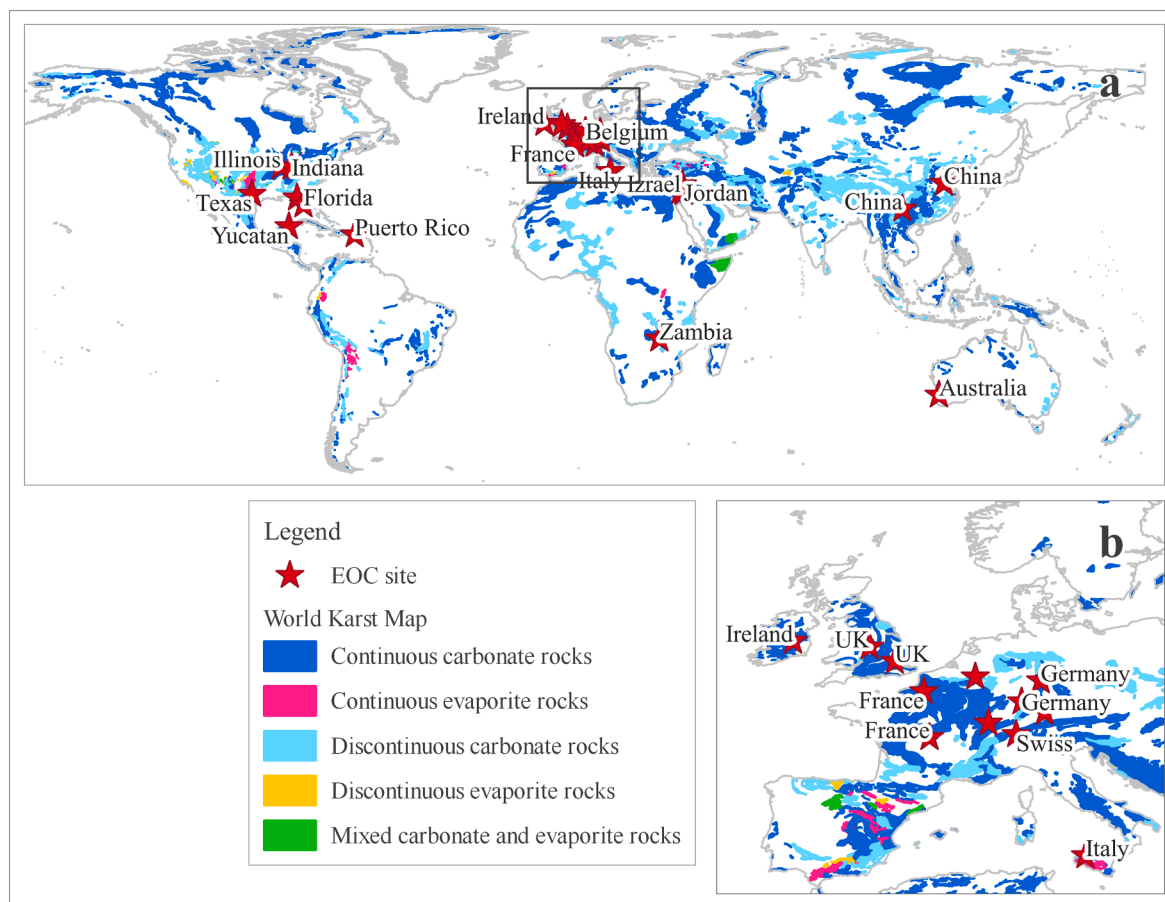 a
Ireland
Belgium
France
Illinois
Indiana
Italy
Izrael
Jordan
China
Texas
Florida
China
Yucatan
Puerto Rico
Zambia
Australia
Legend
EOC site
World Karst Map
Continuous carbonate rocks
Continuous evaporite rocks
Discontinuous carbonate rocks
Discontinuous evaporite rocks
Mixed carbonate and evaporite rocks
b
Ireland
UK
UK
Germany
France
Germany
France
Swiss
Italy